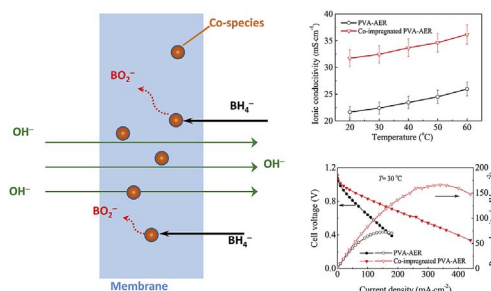 Co-species
BO₂⁻
BH₄⁻
OH⁻
OH⁻
BO₂⁻
BH₄⁻
Membrane
PVA-AER
Co-impregnated PVA-AER
Ionic conductivity (mS·cm⁻¹)
40
35
30
25
20
20 30 40 50 60
Temperature (°C)
T=30 °C
Cell voltage (V)
1.2
0.8
0.4
0.0
200
150
100
50
0
PVA-AER
Co-impregnated PVA-AER
0 100 200 300 400
Current density (mA·cm⁻²)